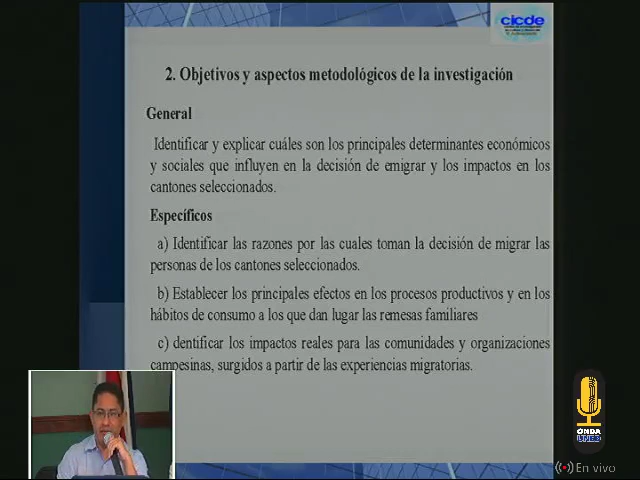 cicde
2. Objetivos y aspectos metodológicos de la investigación
General
Identificar y explicar cuáles son los principales determinantes económicos
y sociales que influyen en la decisión de emigrar y los impactos en los
cantones seleccionados.
Específicos
a) Identificar las razones por las cuales toman la decisión de migrar las
personas de los cantones seleccionados.
b) Establecer los principales efectos en los procesos productivos y en los
hábitos de consumo a los que dan lugar las remesas familiares
c) dentificar los impactos reales para las comunidades y organizaciones
campesinas, surgidos a partir de las experiencias migratorias.
ONDA
UNED
En vivo